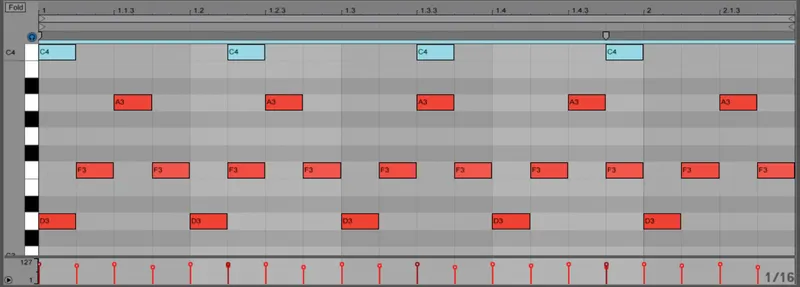 Fold 1 1.1.3 1.2 1.2.3 1.3 1.3.3 1.4 1.4.3 2 2.1.3
C4 C4 C4 C4 C4
A3 A3 A3 A3 A3
F3 F3 F3 F3 F3 F3 F3 F3 F3 F3
D3 D3 D3 D3 D3
127
1 1/16